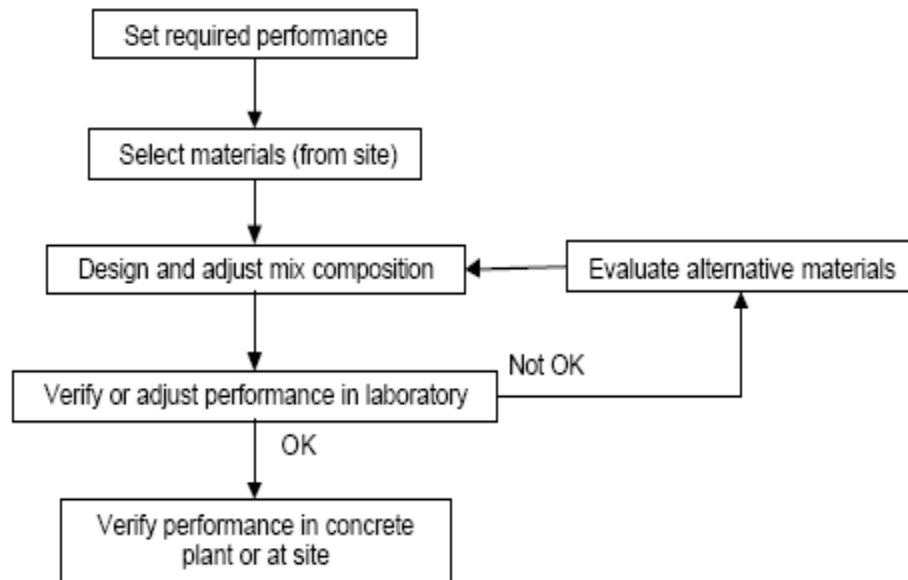 Set required performance
Select materials (from site)
Design and adjust mix composition
Evaluate alternative materials
Not OK
Verify or adjust performance in laboratory
OK
Verify performance in concrete
plant or at site